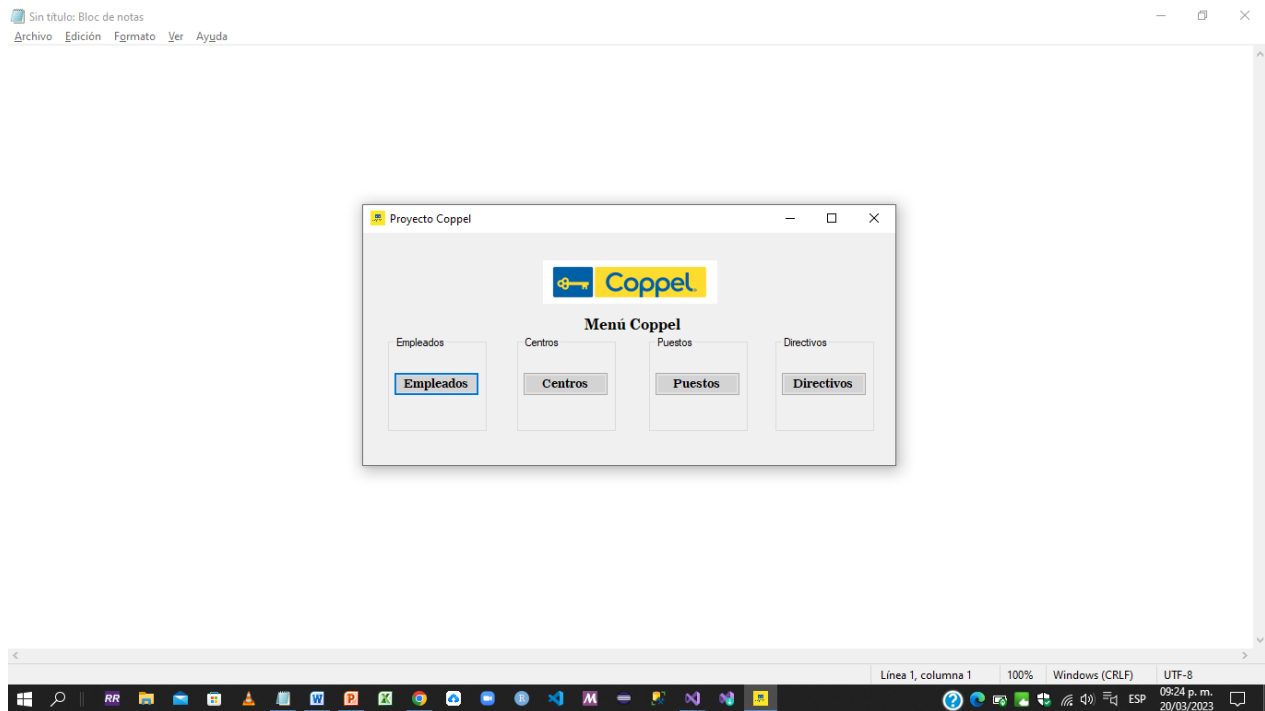 Sin título: Bloc de notas
Archivo Edición Formato Ver Ayuda
Proyecto Coppel
Coppel
Menú Coppel
Empleados Centros Puestos Directivos
Empleados Centros Puestos Directivos
Línea 1, columna 1 100% Windows (CRLF) UTF-8
RR W P X R M ESP 09:24 p. m.
20/03/2023